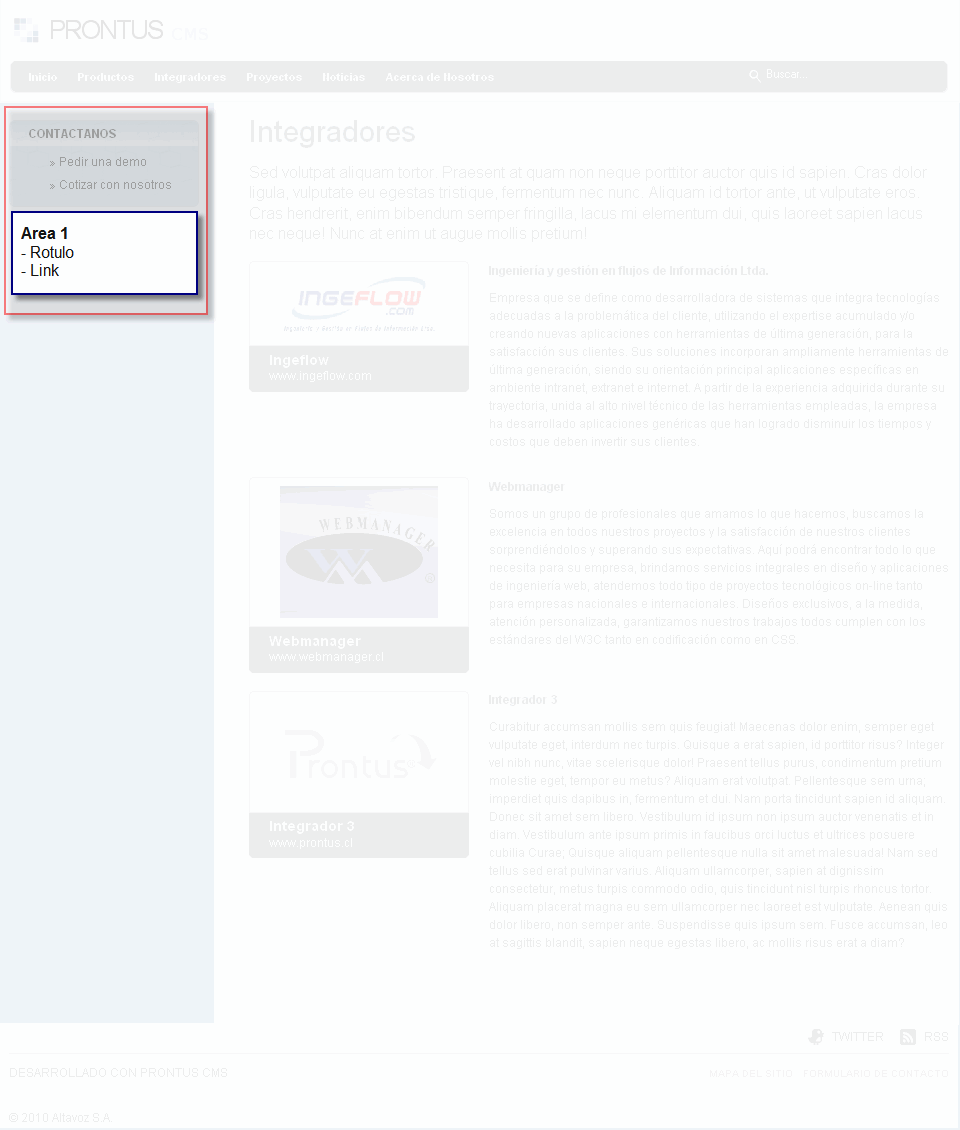 PRONTUS CMS
Inicio Productos Integradores Proyectos Noticias Acerca de Nosotros Buscar...
CONTACTANOS
» Pedir una demo
» Cotizar con nosotros
Area 1
- Rotulo
- Link
Integradores
Sed volutpat aliquam tortor. Praesent at quam non neque porttitor auctor quis id sapien. Cras dolor
ligula, vulputate eu egestas tristique, fermentum nec nunc. Aliquam id tortor ante, ut vulputate eros.
Cras hendrerit, enim bibendum semper fringilla, lacus mi elementum dui, quis laoreet sapien lacus
nec neque! Nunc at enim ut augue mollis pretium!
INGEFLOW
.COM
Ingeniería y Gestión en Flujos de Información Ltda.
Ingeflow
www.ingeflow.com
Ingeniería y gestión en flujos de Información Ltda.
Empresa que se define como desarrolladora de sistemas que integra tecnologías
adecuadas a la problemática del cliente, utilizando el expertise acumulado y/o
creando nuevas aplicaciones con herramientas de última generación, para la
satisfacción sus clientes. Sus soluciones incorporan ampliamente herramientas de
última generación, siendo su orientación principal aplicaciones específicas en
ambiente intranet, extranet e internet. A partir de la experiencia adquirida durante su
trayectoria, unida al alto nivel técnico de las herramientas empleadas, la empresa
ha desarrollado aplicaciones genéricas que han logrado disminuir los tiempos y
costos que deben invertir sus clientes
WEBMANAGER
Webmanager
www.webmanager.cl
Webmanager
Somos un grupo de profesionales que amamos lo que hacemos, buscamos la
excelencia en todos nuestros proyectos y la satisfacción de nuestros clientes
sorprendiéndolos y superando sus expectativas. Aquí podrá encontrar todo lo que
necesita para su empresa, brindamos servicios integrales en diseño y aplicaciones
de ingeniería web, atendemos todo tipo de proyectos tecnológicos on-line tanto
para empresas nacionales e internacionales. Diseños exclusivos, a la medida,
atención personalizada, garantizamos nuestros trabajos todos cumplen con los
estándares del W3C tanto en codificación como en CSS.
Prontus®
Integrador 3
www.prontus.cl
Integrador 3
Curabitur accumsan mollis sem quis feugiat! Maecenas dolor enim, semper eget
vulputate eget, interdum nec turpis. Quisque a erat sapien, id porttitor risus? Integer
vel nibh nunc, vitae scelerisque dolor! Praesent tellus purus, condimentum pretium
molestie eget, tempor eu metus? Aliquam erat volutpat. Pellentesque sem urna,
imperdiet quis dapibus in, fermentum et dui. Nam porta tincidunt sapien id aliquam.
Donec sit amet sem libero. Vestibulum id ipsum non ipsum auctor venenatis et in
diam. Vestibulum ante ipsum primis in faucibus orci luctus et ultrices posuere
cubilia Curae; Quisque aliquam pellentesque nulla sit amet malesuada! Nam sed
tellus sed erat pulvinar varius. Aliquam ullamcorper, sapien at dignissim
consectetur, metus turpis commodo odio, quis tincidunt nisl turpis rhoncus tortor.
Aliquam placerat magna eu sem ullamcorper nec laoreet est vulputate. Aenean quis
dolor libero, non semper ante. Suspendisse quis ipsum sem. Fusce accumsan, leo
at sagittis blandit, sapien neque egestas libero, ac mollis risus erat a diam?
TWITTER RSS
DESARROLLADO CON PRONTUS CMS MAPA DEL SITIO FORMULARIO DE CONTACTO
© 2010 Altavoz S.A.